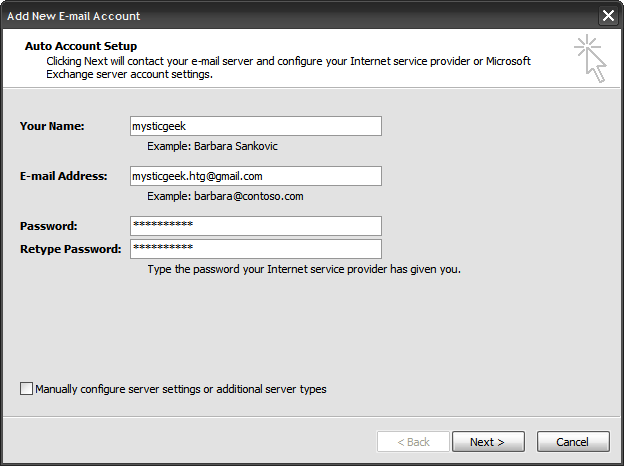 Add New E-mail Account
Auto Account Setup
Clicking Next will contact your e-mail server and configure your Internet service provider or Microsoft
Exchange server account settings.
Your Name:
mysticgeek
Example: Barbara Sankovic
E-mail Address:
mysticgeek.htg@gmail.com
Example: barbara@contoso.com
Password:
**********
Retype Password:
**********
Type the password your Internet service provider has given you.
Manually configure server settings or additional server types
< Back
Next >
Cancel